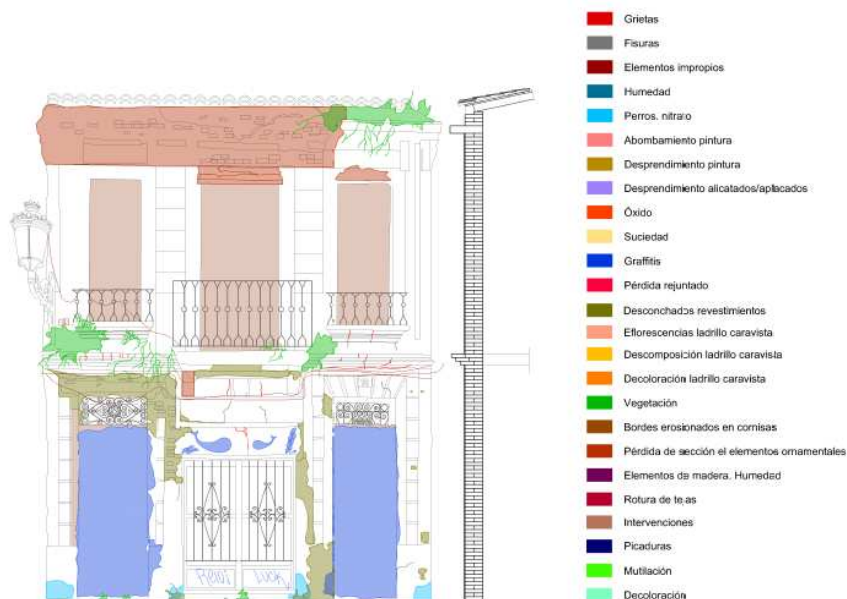 Grietas
Fisuras
Elementos impropios
Humedad
Perros. nitrato
Abombamiento pintura
Desprendimiento pintura
Desprendimiento alicatados/aplacados
Óxido
Suciedad
Graffitis
Pérdida rejuntado
Desconchados revestimientos
Eflorescencias ladrillo caravista
Descomposición ladrillo caravista
Decoloración ladrillo caravista
Vegetación
Bordes erosionados en cornisas
Pérdida de sección el elementos ornamentales
Elementos de madera. Humedad
Rotura de tejas
Intervenciones
Picaduras
Mutilación
Decoloración
LUCK